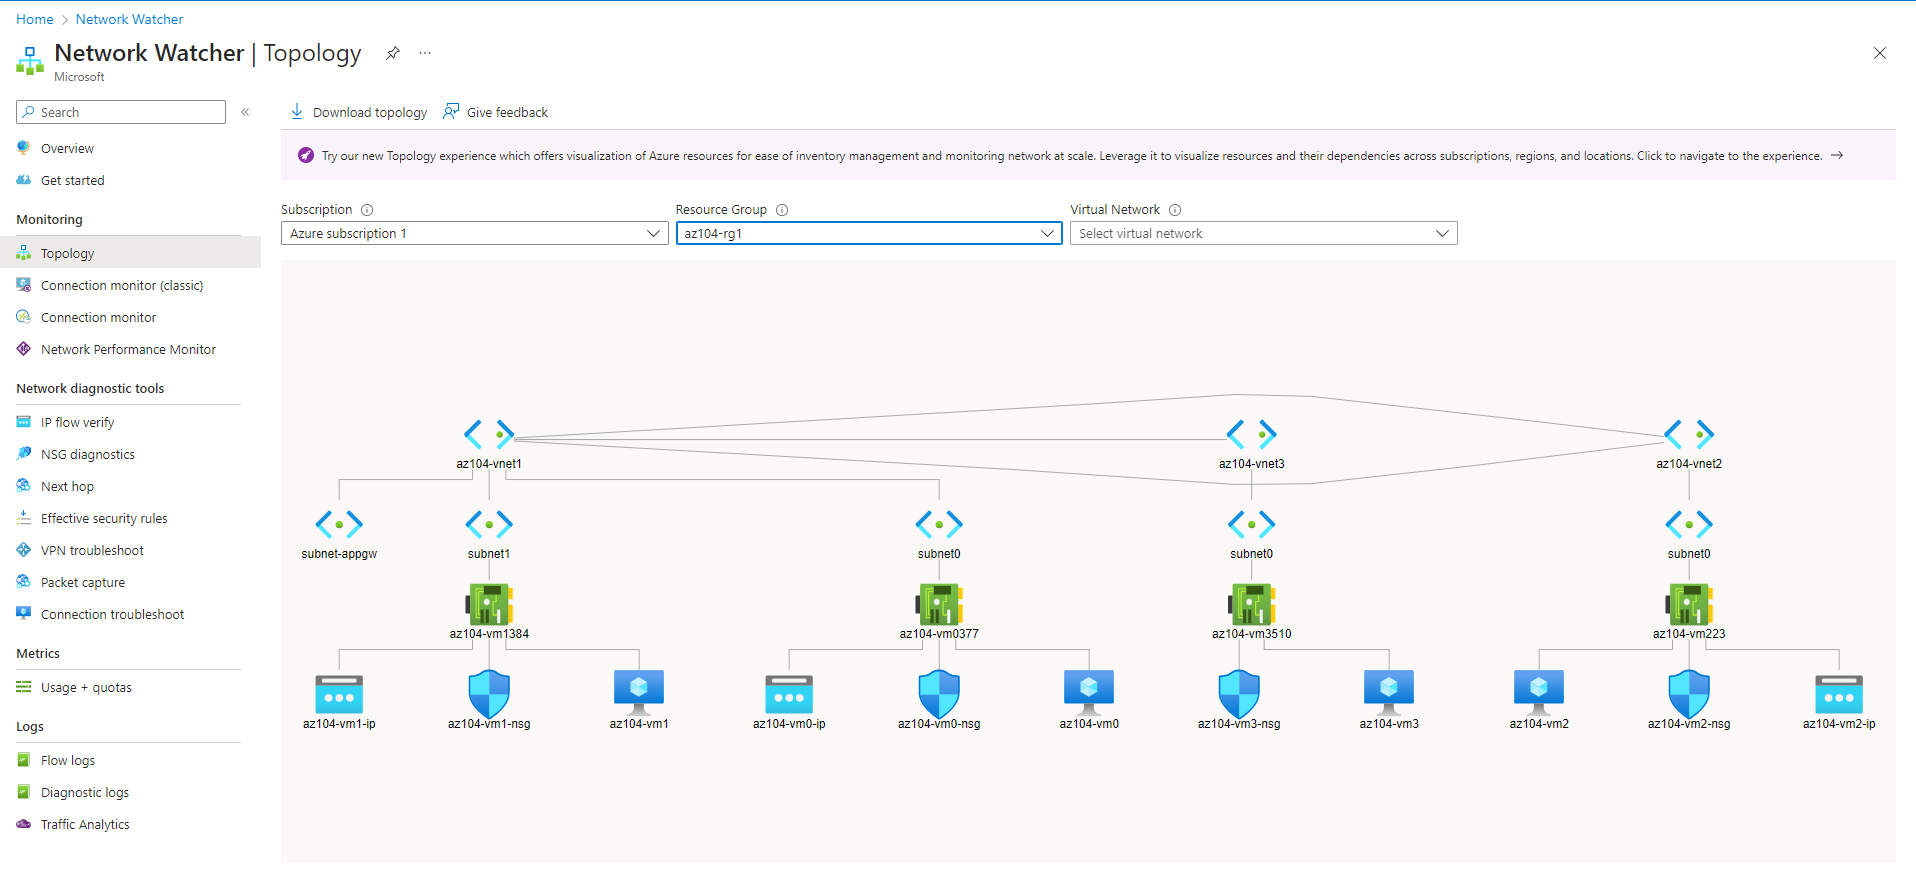 Home > Network Watcher
Network Watcher | Topology
Microsoft
Search
Overview
Get started
Monitoring
Topology
Connection monitor (classic)
Connection monitor
Network Performance Monitor
Network diagnostic tools
IP flow verify
NSG diagnostics
Next hop
Effective security rules
VPN troubleshoot
Packet capture
Connection troubleshoot
Metrics
Usage + quotas
Logs
Flow logs
Diagnostic logs
Traffic Analytics
Download topology Give feedback
Try our new Topology experience which offers visualization of Azure resources for ease of inventory management and monitoring network at scale. Leverage it to visualize resources and their dependencies across subscriptions, regions, and locations. Click to navigate to the experience. →
Subscription Resource Group Virtual Network
Azure subscription 1 az104-rg1 Select virtual network
az104-vnet1 az104-vnet3 az104-vnet2
subnet-appgw subnet1 subnet0 subnet0 subnet0
az104-vm1384 az104-vm0377 az104-vm3510 az104-vm223
az104-vm1-ip az104-vm1-nsg az104-vm1 az104-vm0-ip az104-vm0-nsg az104-vm0 az104-vm3-nsg az104-vm3 az104-vm2 az104-vm2-nsg az104-vm2-ip